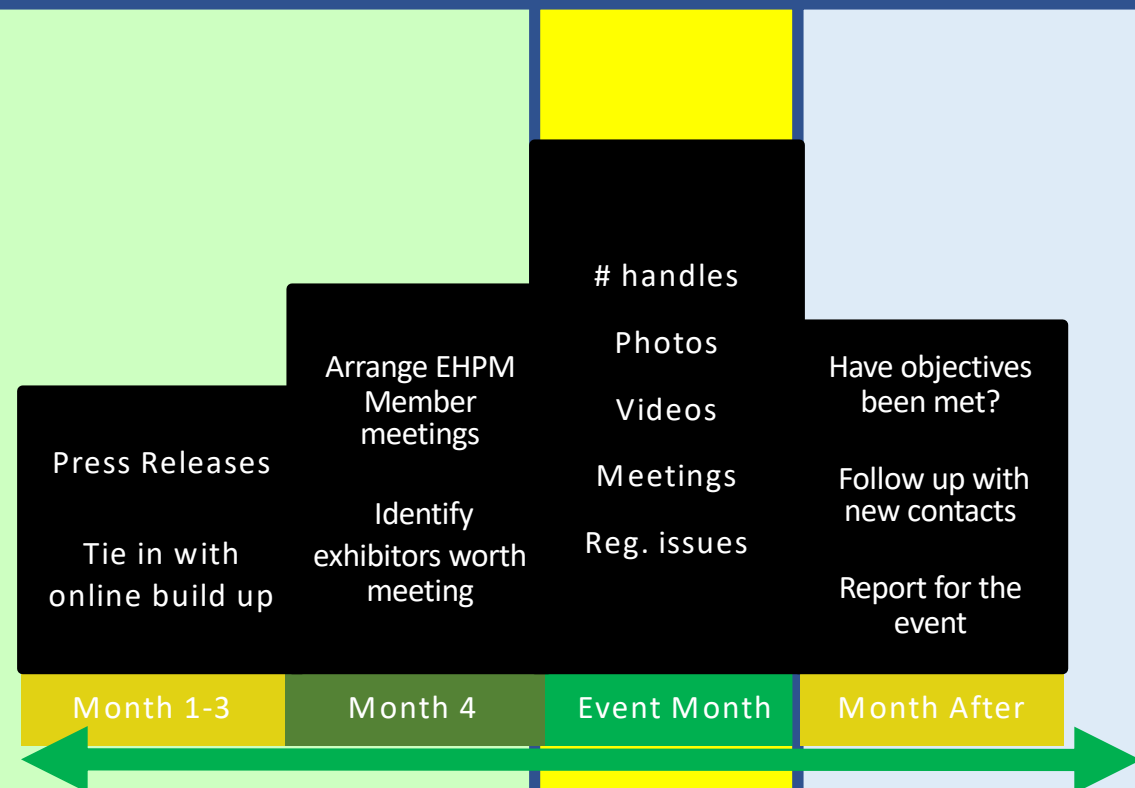 Press Releases
Tie in with
online build up
Month 1-3
Arrange EHPM
Member
meetings
Identify
exhibitors worth
meeting
Month 4
# handles
Photos
Videos
Meetings
Reg. issues
Event Month
Have objectives
been met?
Follow up with
new contacts
Report for the
event
Month After